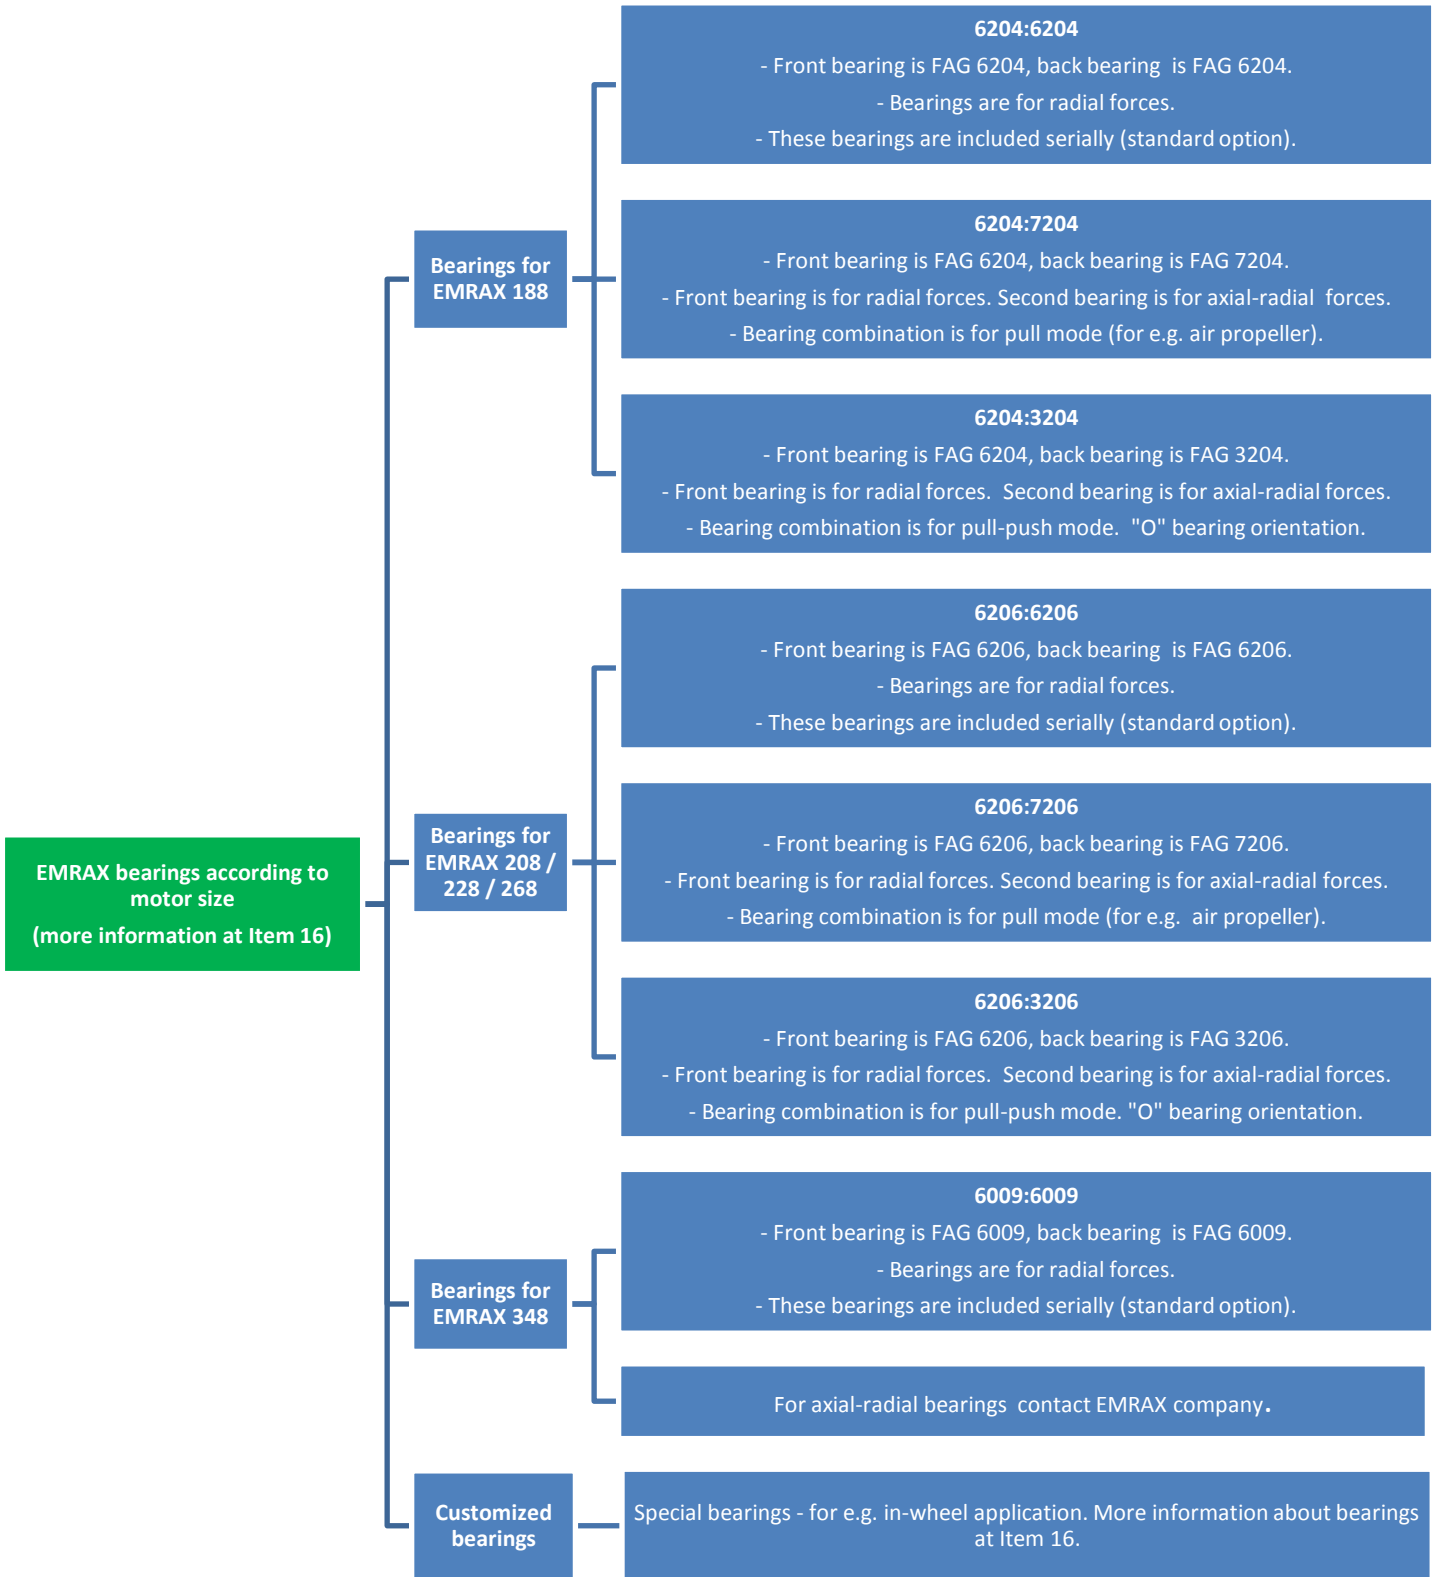 EMRAX bearings according to
motor size
(more information at Item 16)
Bearings for
EMRAX 188
6204:6204
- Front bearing is FAG 6204, back bearing is FAG 6204.
- Bearings are for radial forces.
- These bearings are included serially (standard option).
6204:7204
- Front bearing is FAG 6204, back bearing is FAG 7204.
- Front bearing is for radial forces. Second bearing is for axial-radial forces.
- Bearing combination is for pull mode (for e.g. air propeller).
6204:3204
- Front bearing is FAG 6204, back bearing is FAG 3204.
- Front bearing is for radial forces. Second bearing is for axial-radial forces.
- Bearing combination is for pull-push mode. "O" bearing orientation.
Bearings for
EMRAX 208 /
228 / 268
6206:6206
- Front bearing is FAG 6206, back bearing is FAG 6206.
- Bearings are for radial forces.
- These bearings are included serially (standard option).
6206:7206
- Front bearing is FAG 6206, back bearing is FAG 7206.
- Front bearing is for radial forces. Second bearing is for axial-radial forces.
- Bearing combination is for pull mode (for e.g. air propeller).
6206:3206
- Front bearing is FAG 6206, back bearing is FAG 3206.
- Front bearing is for radial forces. Second bearing is for axial-radial forces.
- Bearing combination is for pull-push mode. "O" bearing orientation.
Bearings for
EMRAX 348
6009:6009
- Front bearing is FAG 6009, back bearing is FAG 6009.
- Bearings are for radial forces.
- These bearings are included serially (standard option).
For axial-radial bearings contact EMRAX company.
Customized
bearings
Special bearings - for e.g. in-wheel application. More information about bearings
at Item 16.